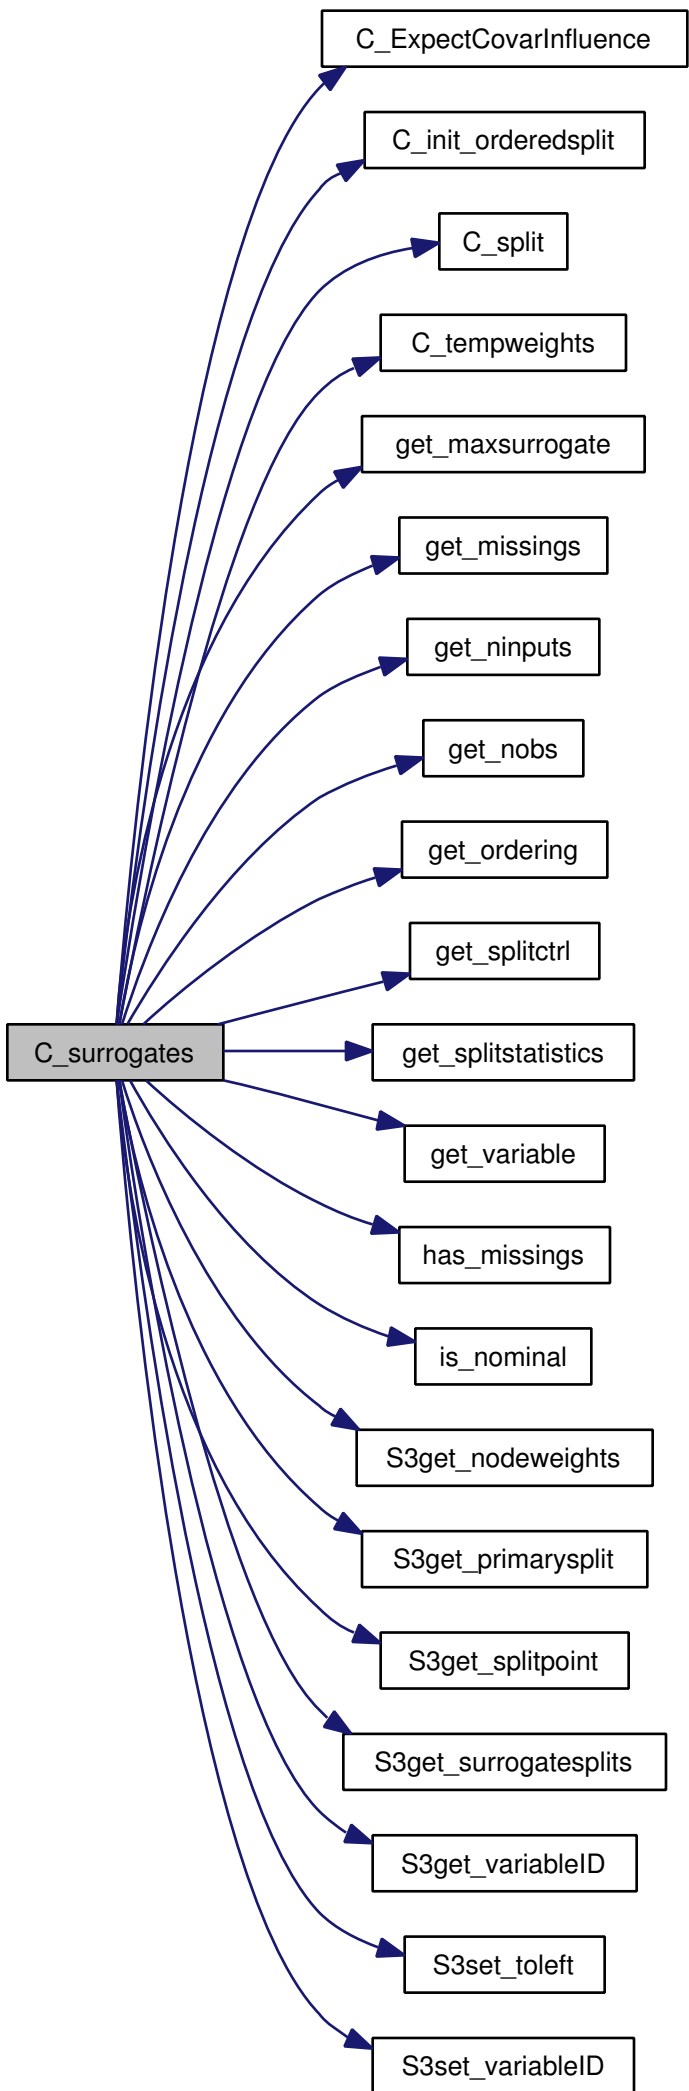 C_ExpectCovarInfluence
C_init_orderedsplit
C_split
C_tempweights
get_maxsurrogate
get_missings
get_ninputs
get_nobs
get_ordering
get_splitctrl
C_surrogates
get_splitstatistics
get_variable
has_missings
is_nominal
S3get_nodeweights
S3get_primarysplit
S3get_splitpoint
S3get_surrogatesplits
S3get_variableID
S3set_toleft
S3set_variableID